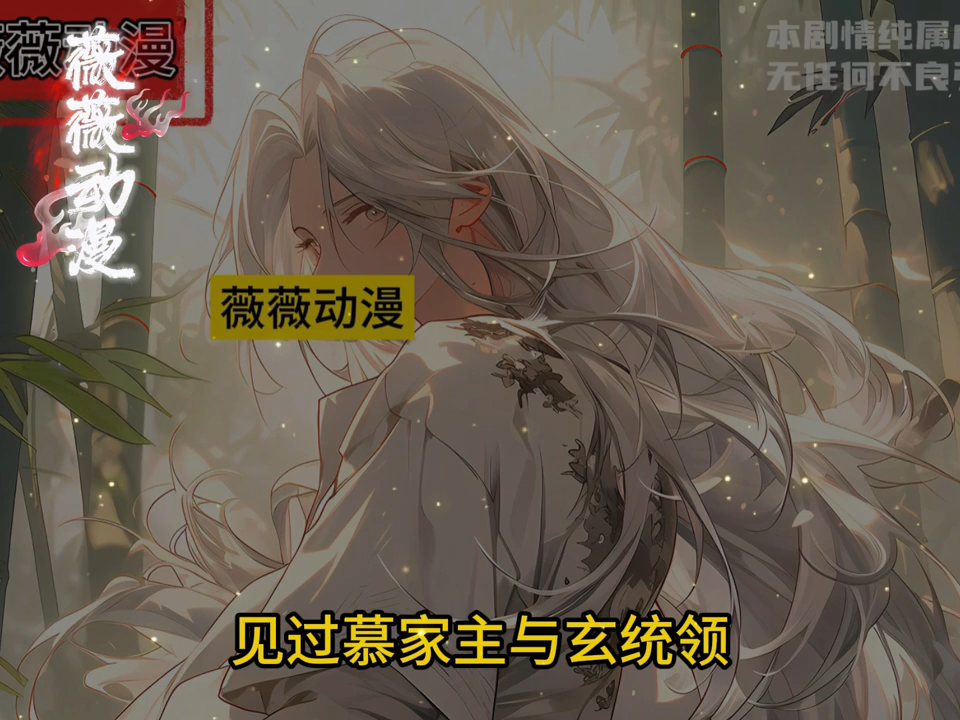 薇动漫
薇薇动漫
本剧情纯属
无任何不良
薇薇动漫
见过慕家主与玄统领